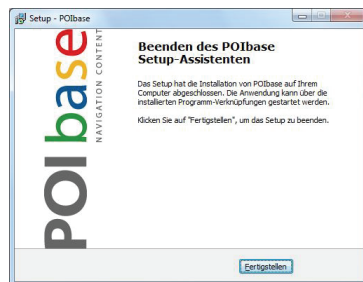 Setup - POIbase
POIbase
NAVIGATION CONTENT
Beenden des POIbase
Setup-Assistenten
Das Setup hat die Installation von POIbase auf Ihrem
Computer abgeschlossen. Die Anwendung kann über die
installierten Programm-Verknüpfungen gestartet werden.
Klicken Sie auf "Fertigstellen", um das Setup zu beenden.
Fertigstellen